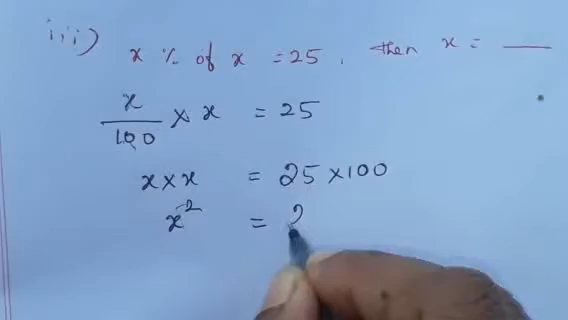 iii) x % of x = 25, then x = ___
x/100 × x = 25
x × x = 25 × 100
x² = 2